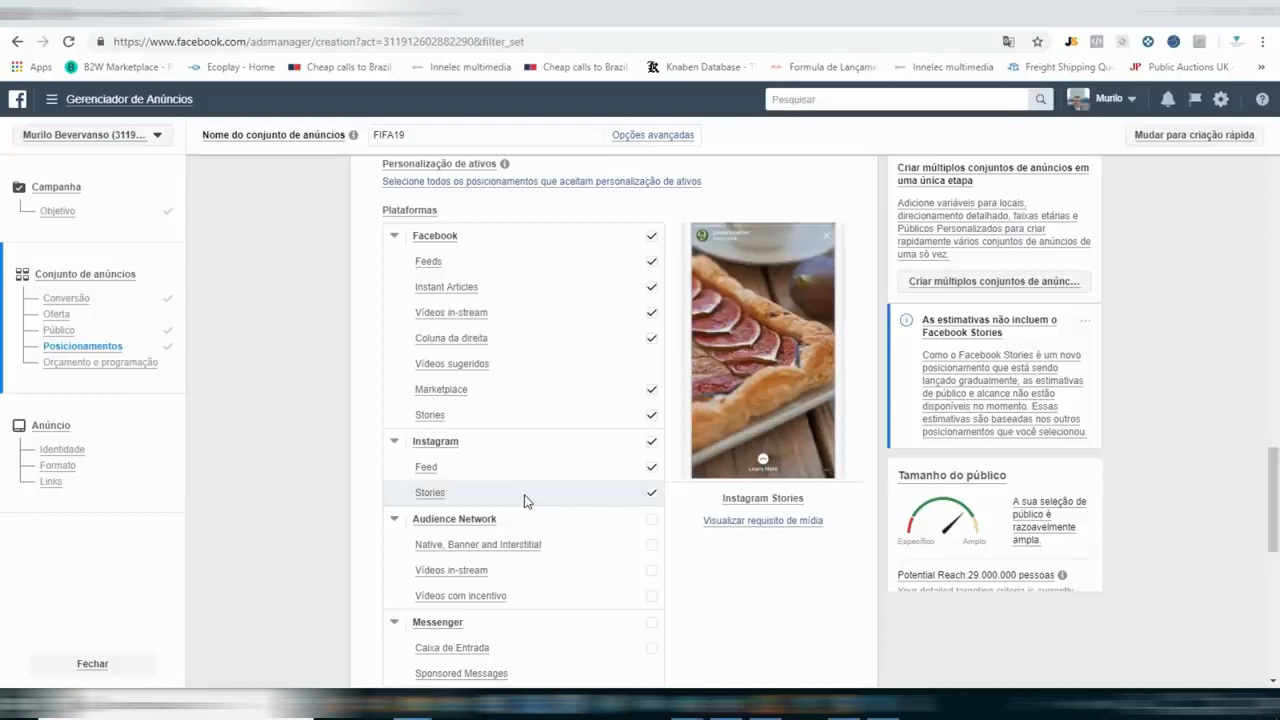 https://www.facebook.com/adsmanager/creation?act=311912602882290&filter_set
Apps
B2W Marketplace - F
Ecoplay - Home
Cheap calls to Brazil
Innelec multimedia
Cheap calls to Brazil
Knaben Database - T
Formula de Lançame
Innelec multimedia
Freight Shipping Quo
Public Auctions UK -
»
Gerenciador de Anúncios
Pesquisar
Murilo
Murilo Bevervanso (3119...
Nome do conjunto de anúncios
FIFA19
Opções avançadas
Mudar para criação rápida
Campanha
Objetivo
Conjunto de anúncios
Conversão
Oferta
Público
Posicionamentos
Orçamento e programação
Anúncio
Identidade
Formato
Links
Fechar
Personalização de ativos
Selecione todos os posicionamentos que aceitam personalização de ativos
Plataformas
Facebook
Feeds
Instant Articles
Vídeos in-stream
Coluna da direita
Vídeos sugeridos
Marketplace
Stories
Instagram
Feed
Stories
Audience Network
Native, Banner and Interstitial
Vídeos in-stream
Vídeos com incentivo
Messenger
Caixa de Entrada
Sponsored Messages
Learn More
Instagram Stories
Visualizar requisito de mídia
Criar múltiplos conjuntos de anúncios em
uma única etapa
Adicione variáveis para locais,
direcionamento detalhado, faixas etárias e
Públicos Personalizados para criar
rapidamente vários conjuntos de anúncios de
uma só vez.
Criar múltiplos conjuntos de anúnc...
As estimativas não incluem o
Facebook Stories
Como o Facebook Stories é um novo
posicionamento que está sendo
lançado gradualmente, as estimativas
de público e alcance não estão
disponíveis no momento. Essas
estimativas são baseadas nos outros
posicionamentos que você selecionou.
Tamanho do público
Específico
Amplo
A sua seleção de
público é
razoavelmente
ampla.
Potential Reach:29.000.000 pessoas
Your detailed targeting criteria is currently